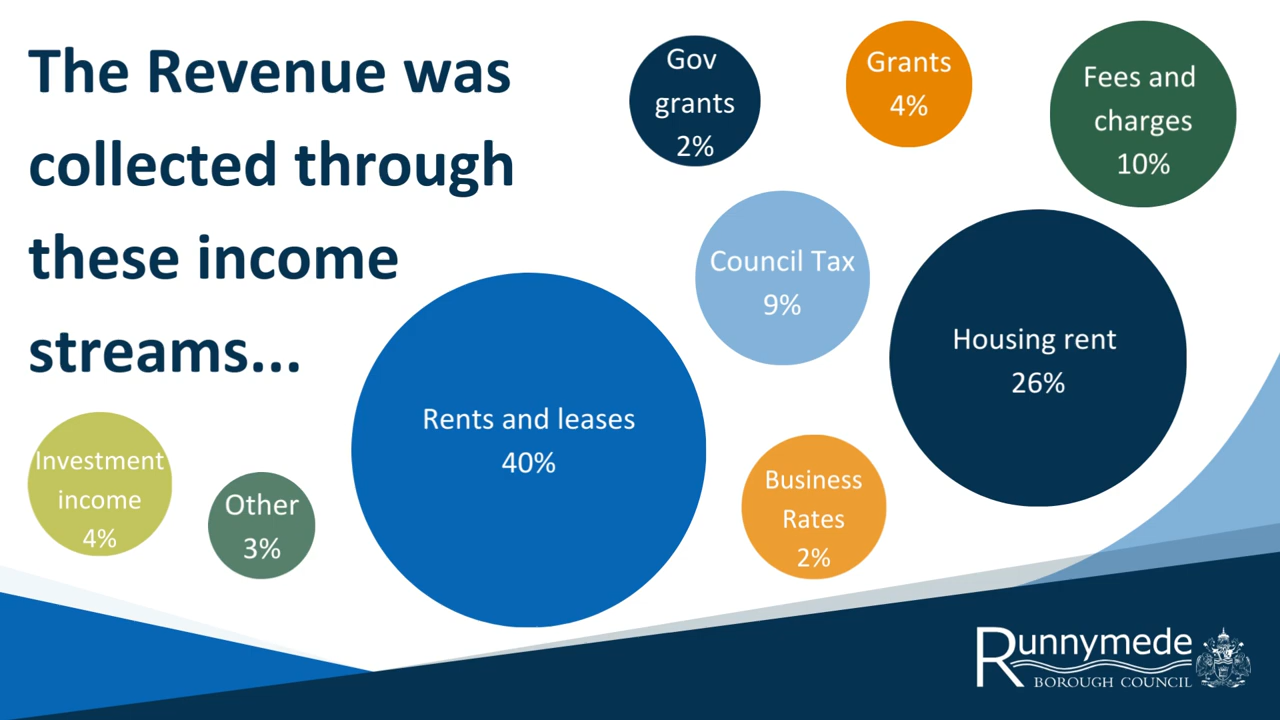 The Revenue was
collected through
these income
streams...
Gov
grants
2%
Grants
4%
Fees and
charges
10%
Council Tax
9%
Housing rent
26%
Rents and leases
40%
Investment
income
4%
Other
3%
Business
Rates
2%
Runnymede
BOROUGH COUNCIL